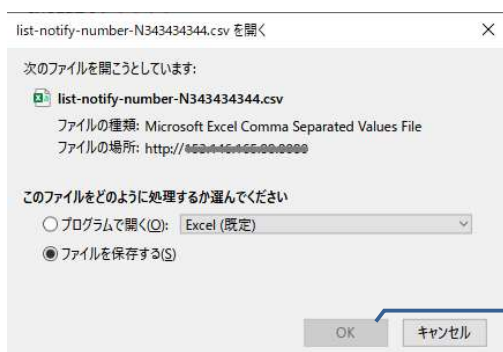 list-notify-number-N343434344.csv を開く
次のファイルを開こうとしています:
list-notify-number-N343434344.csv
ファイルの種類: Microsoft Excel Comma Separated Values File
ファイルの場所: http://
このファイルをどのように処理するか選んでください
プログラムで開く(O): Excel (既定)
ファイルを保存する(S)
OK キャンセル